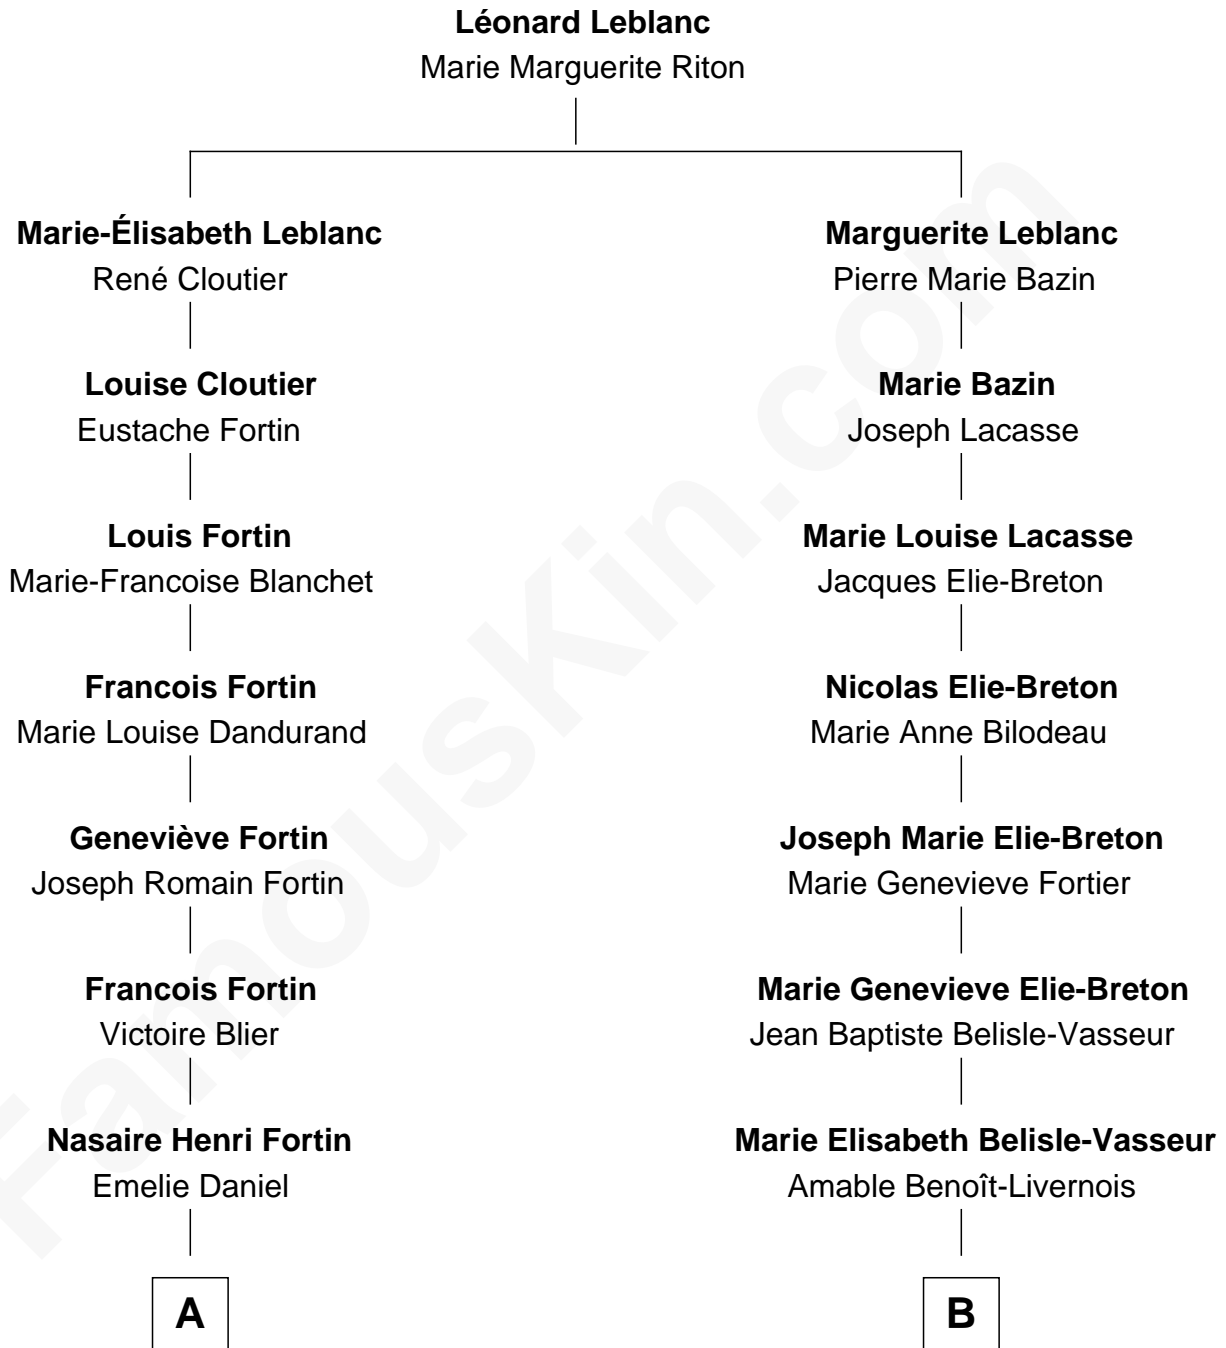 Léonard Leblanc
Marie Marguerite Riton
Marie-Élisabeth Leblanc
René Cloutier
Marguerite Leblanc
Pierre Marie Bazin
Louise Cloutier
Eustache Fortin
Marie Bazin
Joseph Lacasse
Louis Fortin
Marie-Francoise Blanchet
Marie Louise Lacasse
Jacques Elie-Breton
Francois Fortin
Marie Louise Dandurand
Nicolas Elie-Breton
Marie Anne Bilodeau
Geneviève Fortin
Joseph Romain Fortin
Joseph Marie Elie-Breton
Marie Genevieve Fortier
Francois Fortin
Victoire Blier
Marie Genevieve Elie-Breton
Jean Baptiste Belisle-Vasseur
Nasaire Henri Fortin
Emelie Daniel
Marie Elisabeth Belisle-Vasseur
Amable Benoît-Livernois
A
B
FamousKin.com